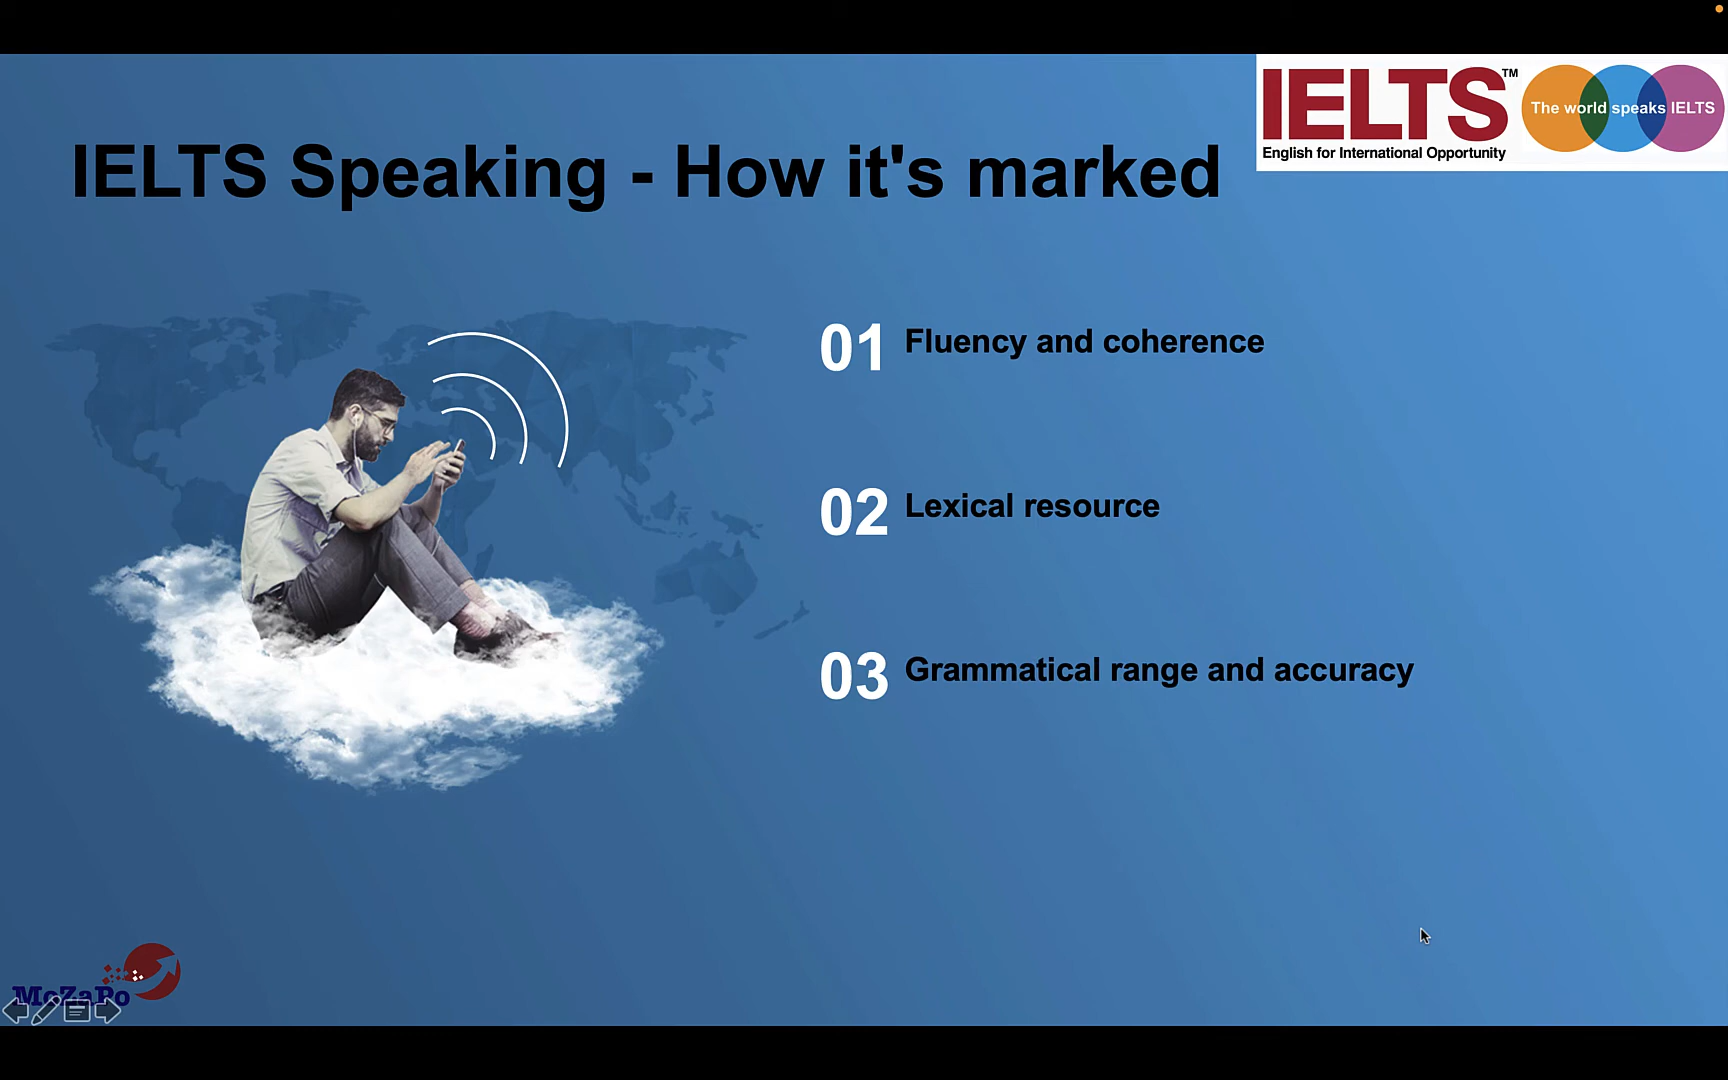 IELTS™
English for International Opportunity
The world speaks IELTS
IELTS Speaking - How it's marked
01 Fluency and coherence
02 Lexical resource
03 Grammatical range and accuracy
MoZaPo